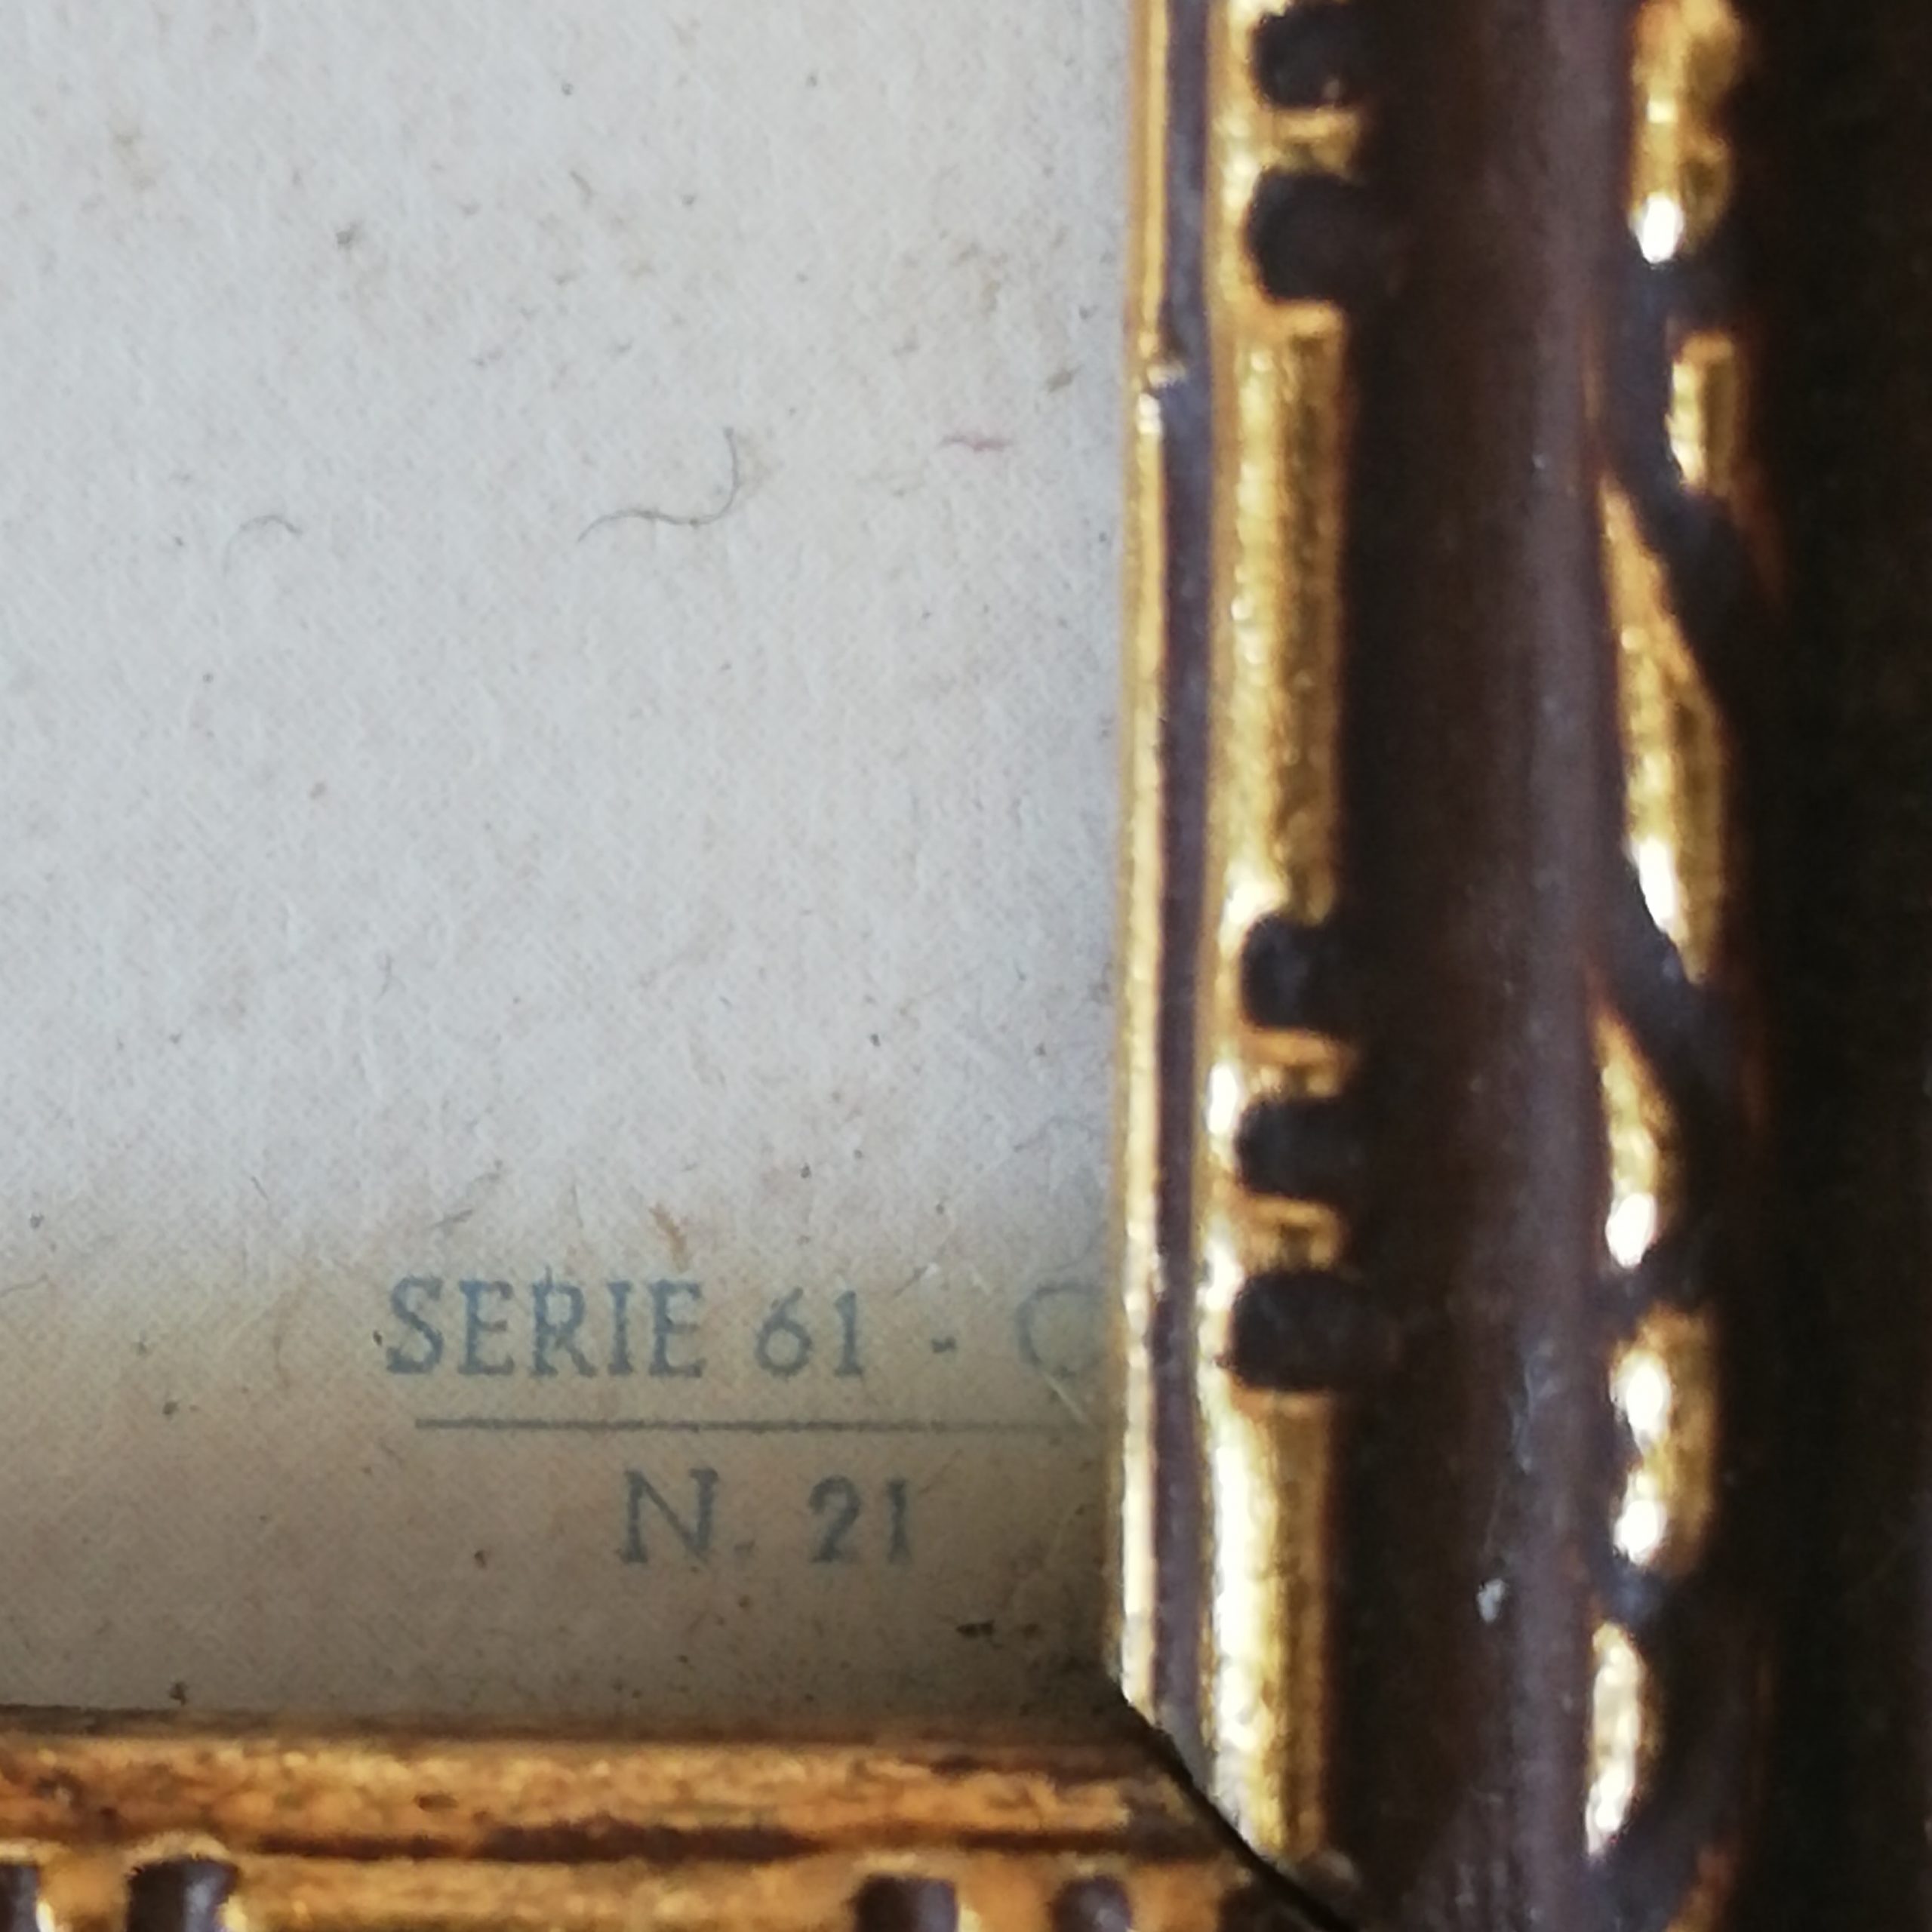 SERIE 61 - C
N. 21